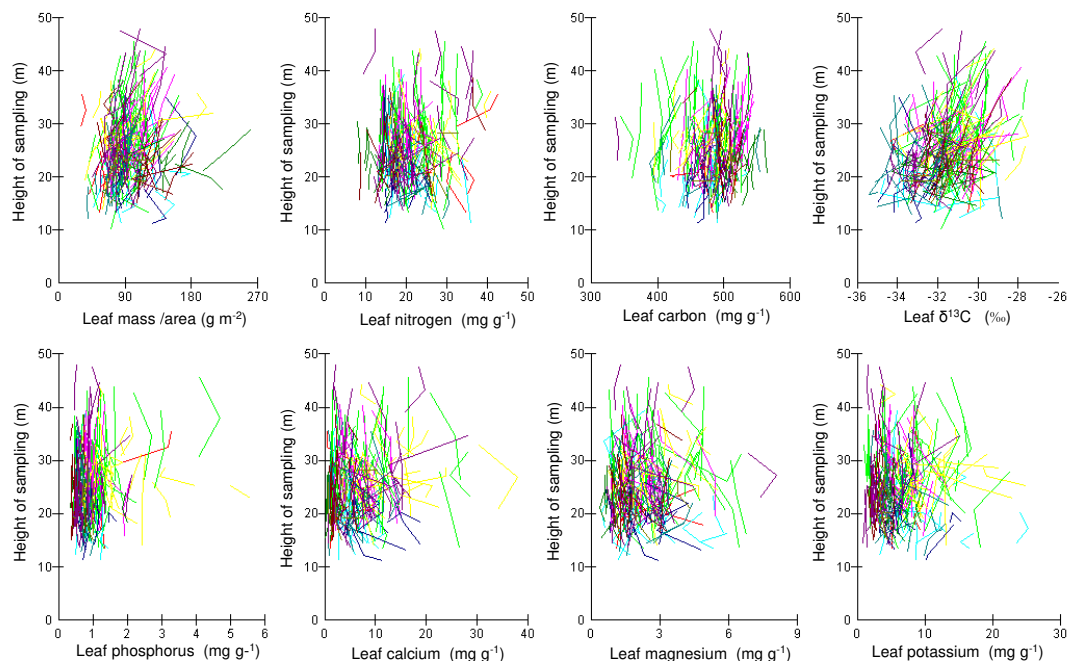 50
40
30
20
10
0
Height of sampling (m)
0 90 180 270
Leaf mass /area (g m⁻²)
50
40
30
20
10
0
Height of sampling (m)
0 10 20 30 40 50
Leaf nitrogen (mg g⁻¹)
50
40
30
20
10
0
Height of sampling (m)
300 400 500 600
Leaf carbon (mg g⁻¹)
50
40
30
20
10
0
Height of sampling (m)
-36 -34 -32 -30 -28 -26
Leaf δ¹³C (‰)
50
40
30
20
10
0
Height of sampling (m)
0 1 2 3 4 5 6
Leaf phosphorus (mg g-¹)
50
40
30
20
10
0
Height of sampling (m)
0 10 20 30 40
Leaf calcium (mg g⁻¹)
50
40
30
20
10
0
Height of sampling (m)
0 3 6 9
Leaf magnesium (mg g⁻¹)
50
40
30
20
10
0
Height of sampling (m)
0 10 20 30
Leaf potassium (mg g⁻¹)